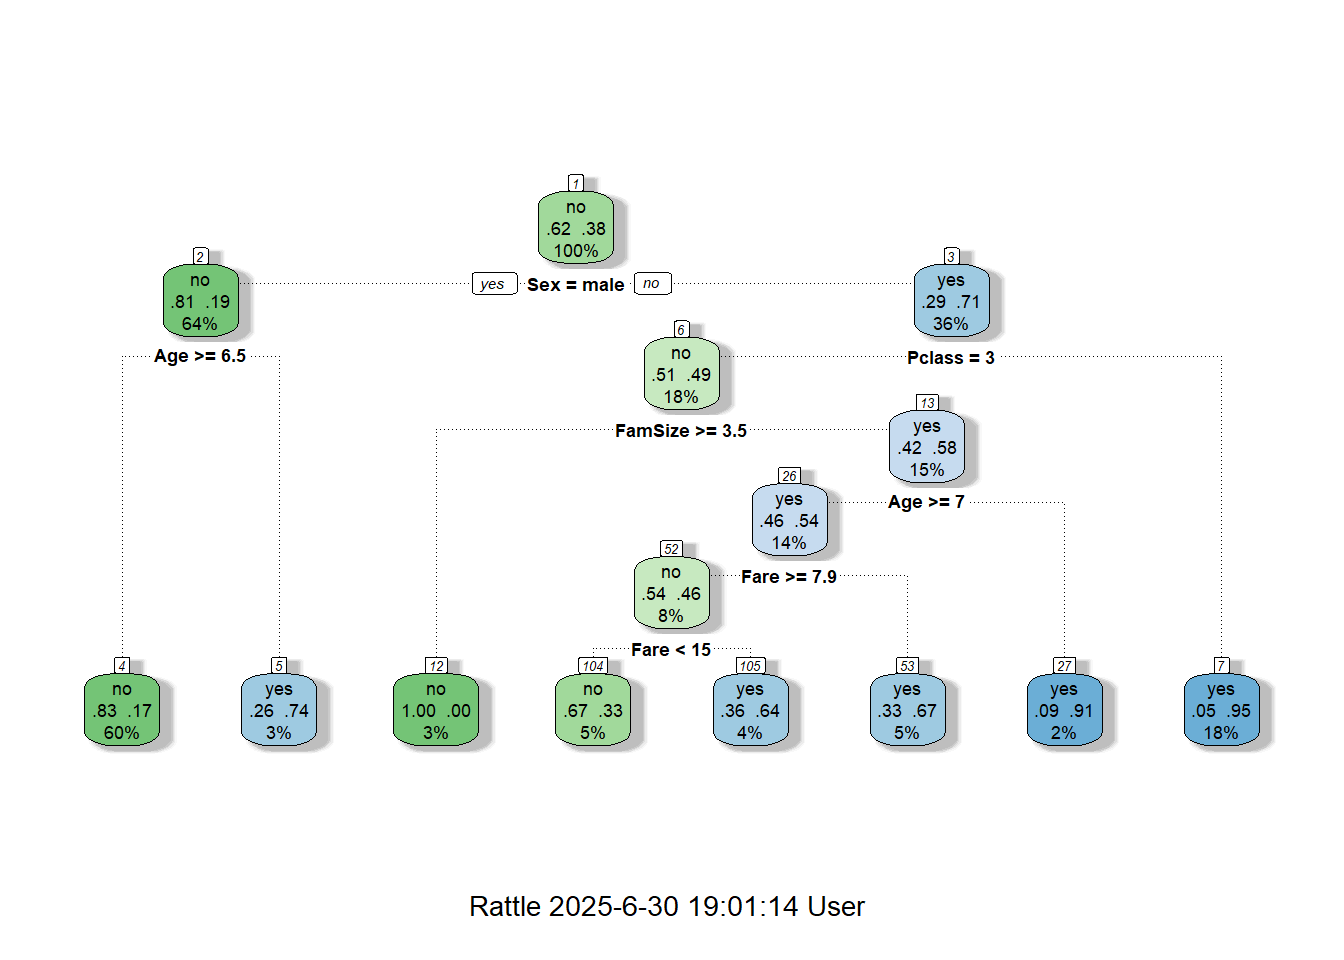 1
no
.62 .38
100%
yes Sex = male no
2
no
.81 .19
64%
Age >= 6.5
3
yes
.29 .71
36%
Pclass = 3
6
no
.51 .49
18%
FamSize >= 3.5
13
yes
.42 .58
15%
Age >= 7
26
yes
.46 .54
14%
Fare >= 7.9
52
no
.54 .46
8%
Fare < 15
4
no
.83 .17
60%
5
yes
.26 .74
3%
12
no
1.00 .00
3%
104
no
.67 .33
5%
105
yes
.36 .64
4%
53
yes
.33 .67
5%
27
yes
.09 .91
2%
7
yes
.05 .95
18%
Rattle 2025-6-30 19:01:14 User